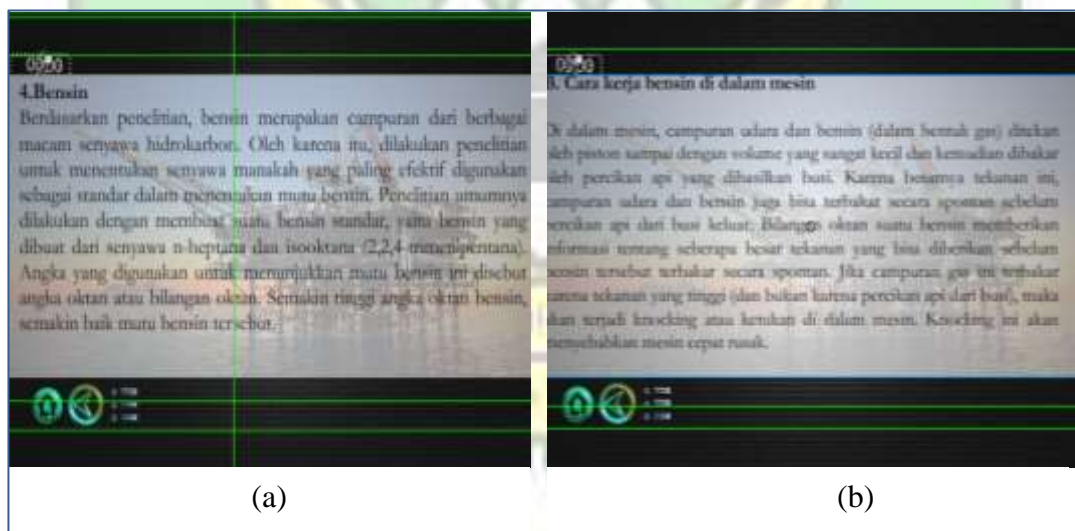 4.Bensin
Berdasarkan penelitian, bensin merupakan campuran dari berbagai
macam senyawa hidrokarbon. Oleh karena itu, dilakukan penelitian
untuk menentukan senyawa manakah yang paling efektif digunakan
sebagai standar dalam menentukan mutu bensin. Penelitian umumnya
dilakukan dengan membuat suatu bensin standar, yaitu bensin yang
dibuat dari senyawa n-heptana dan isooktana (2,2,4-trimetilpentana).
Angka yang digunakan untuk menunjukkan mutu bensin ini disebut
angka oktan atau bilangan oktan. Semakin tinggi angka oktan bensin,
semakin baik mutu bensin tersebut.
(a)
Cara kerja bensin di dalam mesin
Di dalam mesin, campuran udara dan bensin (dalam bentuk gas) ditekan
oleh piston sampai dengan volume yang sangat kecil dan kemudian dibakar
oleh percikan api yang dihasilkan busi. Karena besarnya tekanan ini,
campuran udara dan bensin juga bisa terbakar secara spontan sebelum
percikan api dari busi keluar. Bilangan oktan suatu bensin memberikan
informasi tentang seberapa besar tekanan yang bisa diberikan sebelum
bensin tersebut terbakar secara spontan. Jika campuran gas ini terbakar
karena tekanan yang tinggi (dan bukan karena percikan api dari busi), maka
akan terjadi knocking atau ketukan di dalam mesin. Knocking ini akan
menyebabkan mesin cepat rusak.
(b)